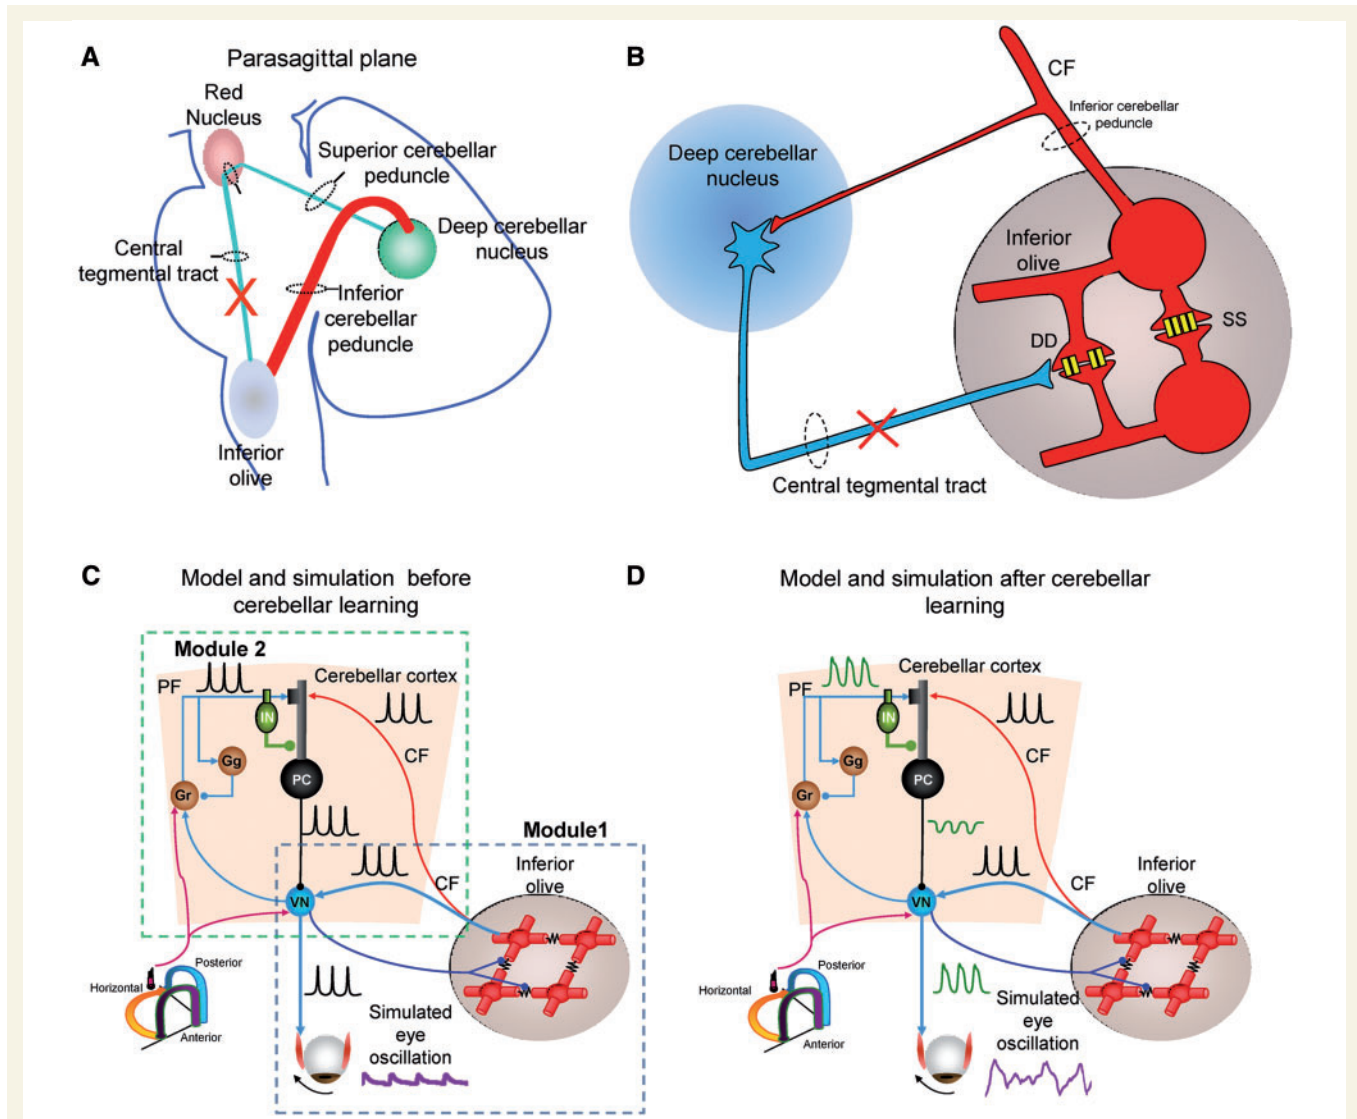 A
Parasagittal plane
Red
Nucleus
Superior cerebellar
peduncle
Deep cerebellar
nucleus
Central
tegmental tract
Inferior
cerebellar
peduncle
Inferior
olive
B
CF
Inferior cerebellar
peduncle
Deep cerebellar
nucleus
Inferior
olive
DD
SS
Central tegmental tract
C
Model and simulation before
cerebellar learning
Module 2
Cerebellar cortex
PF
IN
CF
Gg
PC
Gr
Module1
Inferior
olive
CF
VN
Posterior
Horizontal
Anterior
Simulated
eye
oscillation
D
Model and simulation after cerebellar
learning
Cerebellar cortex
PF
IN
CF
Gg
PC
Gr
Inferior
olive
CF
VN
Posterior
Horizontal
Anterior
Simulated
eye
oscillation